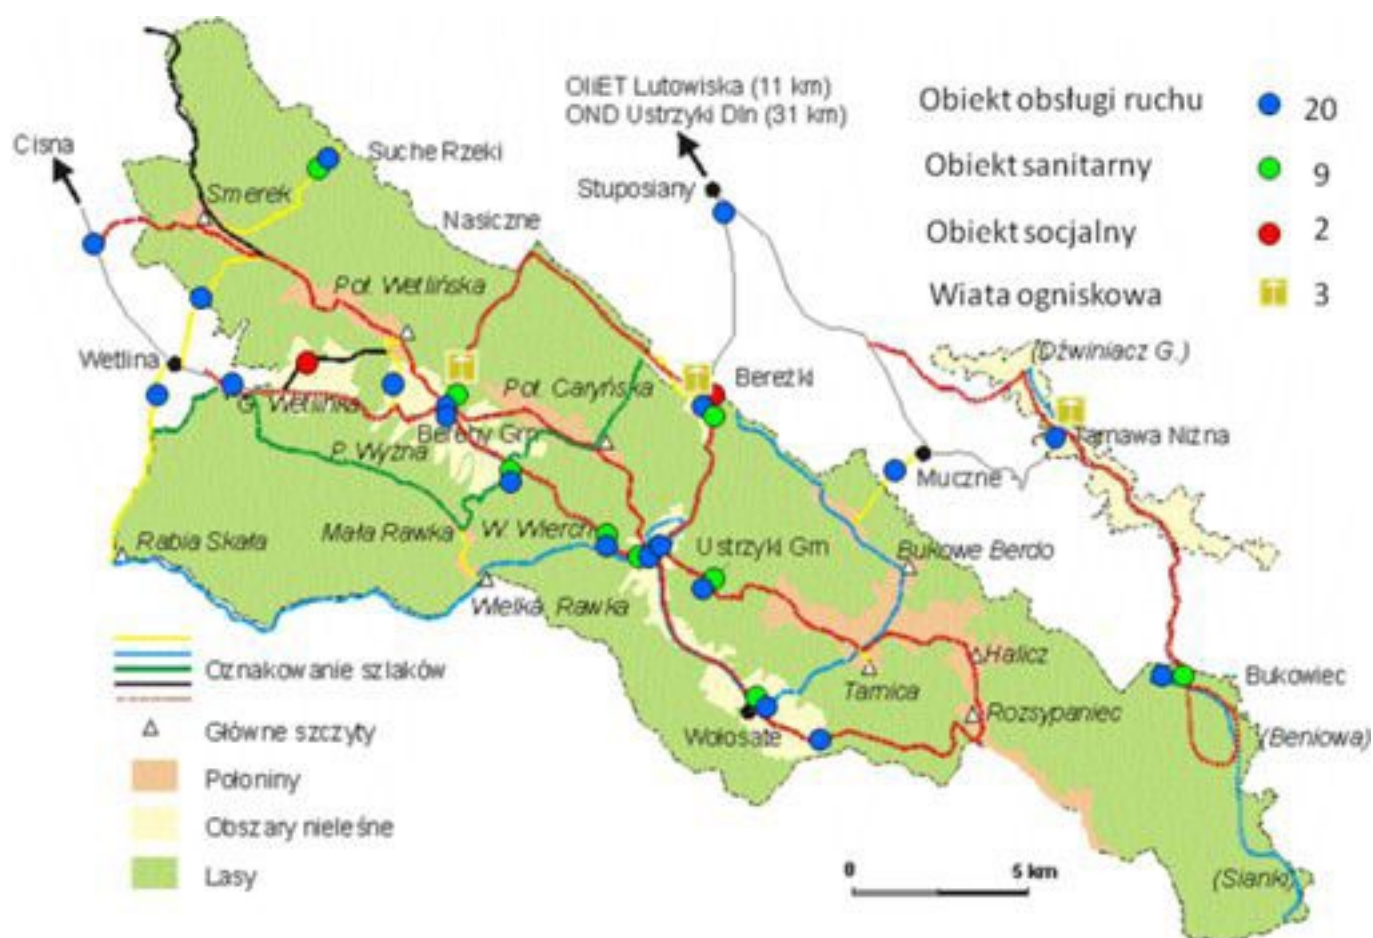 OIiET Lutowiska (11 km)
OND Ustrzyki Dln (31 km)
Obiekt obsługi ruchu
20
Cisna
Suche Rzeki
Obiekt sanitarny
9
Smerek
Stuposiany
Nasiczne
Obiekt socjalny
2
Poł. Wetlińska
Wiata ogniskowa
3
Wetlina
(Dźwiniacz G.)
Bereżki
Poł. Caryńska
G. Wetlinka
Berehy Grn
Tarnawa Niżna
P. Wyżna
Muczne
Rabia Skała
Mała Rawka
W. Wierch
Ustrzyki Grn
Bukowe Berdo
Wielka Rawka
Oznakowanie szlaków
Halicz
Tarnica
Bukowiec
Główne szczyty
Wołosate
Rozsypaniec
(Beniowa)
Połoniny
Obszary nieleśne
Lasy
0
5 km
(Sianki)